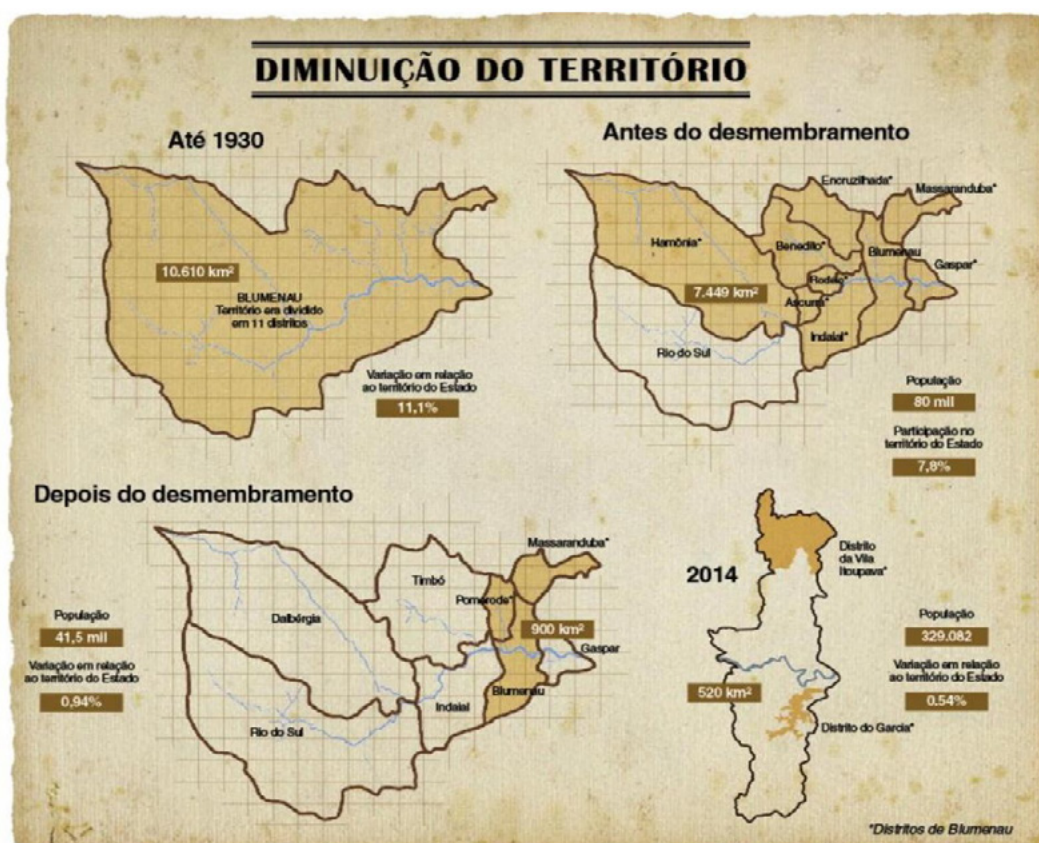 DIMINUIÇÃO DO TERRITÓRIO
Até 1930
10.610 km²
BLUMENAU
Território era dividido
em 11 distritos
Variação em relação
ao território do Estado
11,1%
Antes do desmembramento
Encruzilhada*
Massaranduba*
Hamônia*
Benedito*
Blumenau
Gaspar*
Rodeio*
7.449 km²
Ascurra*
Indaial*
Rio do Sul
População
80 mil
Participação no
território do Estado
7,8%
Depois do desmembramento
Massaranduba*
Timbó
Pomerode*
Dalbérgia
900 km²
Gaspar
Blumenau
Indaial
Rio do Sul
População
41,5 mil
Variação em relação
ao território do Estado
0,94%
2014
Distrito
da Vila
Itoupava*
População
329.082
Variação em relação
ao território do Estado
0.54%
520 km²
Distrito do Garcia*
*Distritos de Blumenau